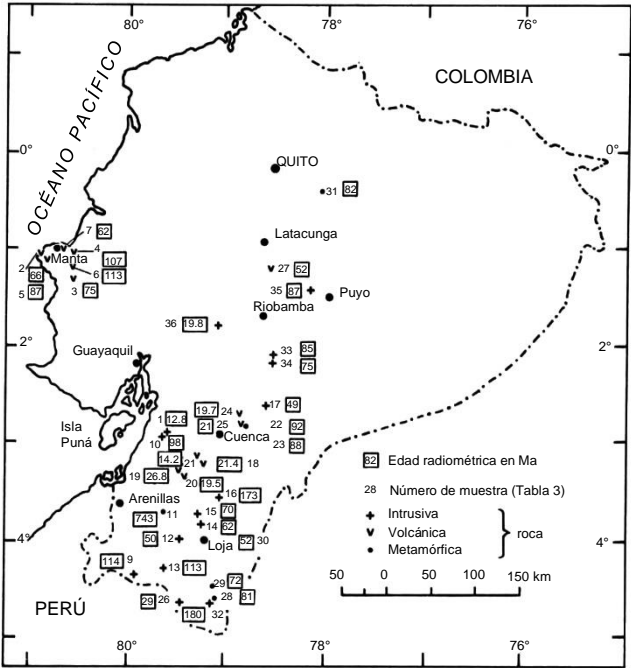 80° 78° 76°
OCÉANO PACÍFICO
COLOMBIA
0° 0°
QUITO
31 82
Latacunga
7 62
4
2 Manta 107
66 6 113
5 87 3 75
27 52
35 87
Puyo
Riobamba
36 19.8
2° 2°
Guayaquil
33 85
34 75
17 49
Isla
Puná
19.7 24
1 12.8 21 25 22 92
10 98 Cuenca 23 88
14.2 21 21.4 18
19 26.8 20 19.5
16 173
Arenillas 15 70
743 11 14 62
50 12 Loja 52 30
4° 4°
114 9 13 113
29 72
28 81
PERÚ 29 26 180 32
82 Edad radiométrica en Ma
28 Número de muestra (Tabla 3)
Intrusiva
Volcánica roca
Metamórfica
50 0 50 100 150 km
80° 78° 76°